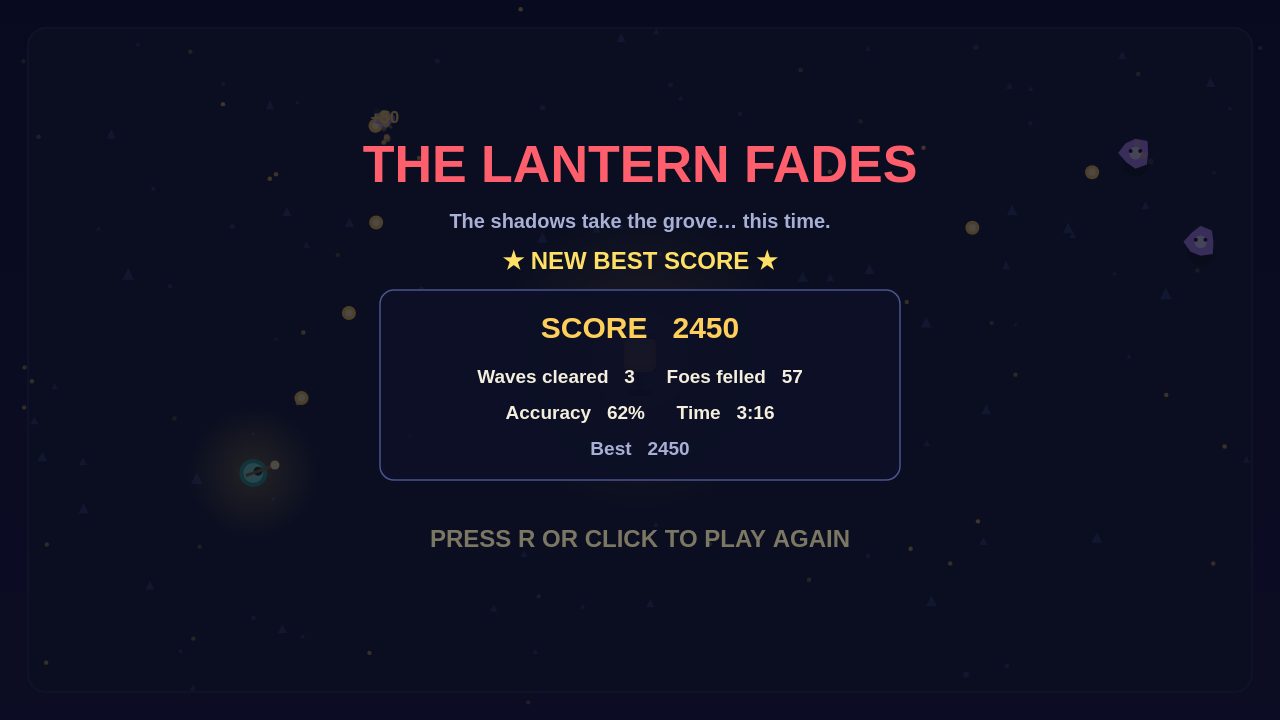 THE LANTERN FADES
The shadows take the grove… this time.
★ NEW BEST SCORE ★
SCORE 2450
Waves cleared 3 Foes felled 57
Accuracy 62% Time 3:16
Best 2450
PRESS R OR CLICK TO PLAY AGAIN